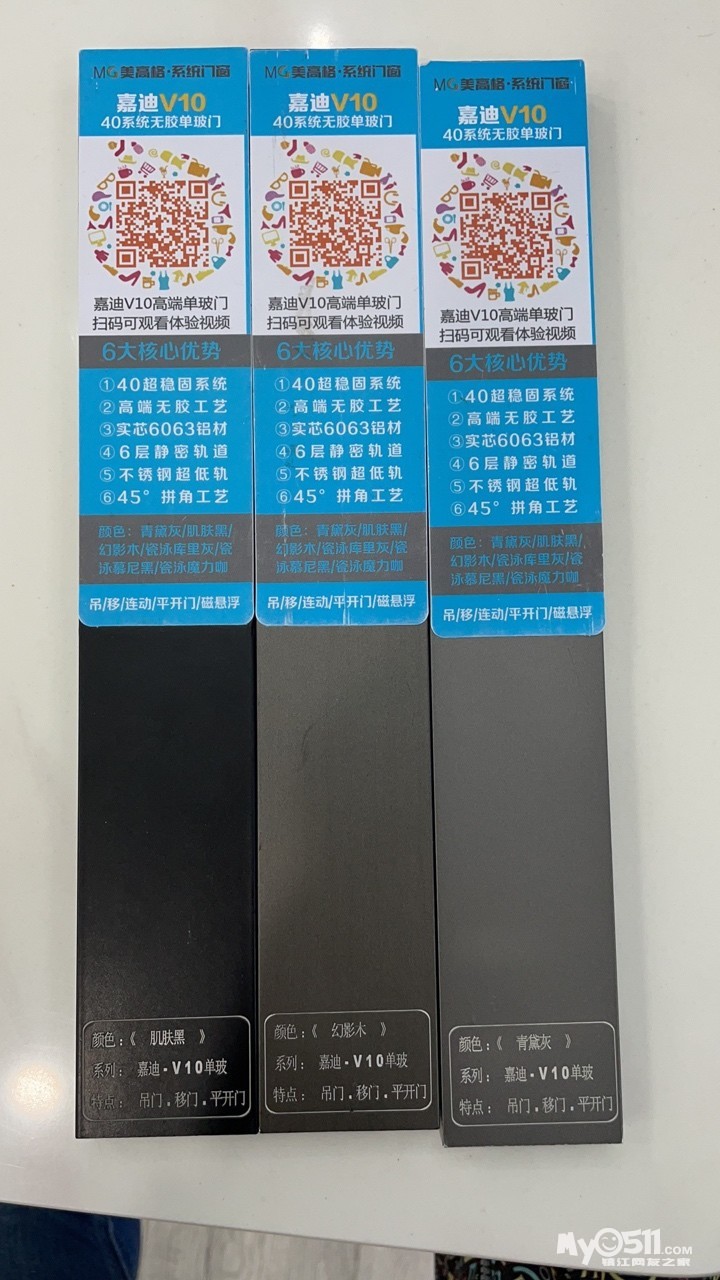 MG美高格·系统门窗
嘉迪V10
40系统无胶单玻门
嘉迪V10高端单玻门
扫码可观看体验视频
6大核心优势
①40超稳固系统
②高端无胶工艺
③实芯6063铝材
④6层静密轨道
⑤不锈钢超低轨
⑥45°拼角工艺
颜色：青黛灰/肌肤黑/
幻影木/瓷泳库里灰/瓷
泳慕尼黑/瓷泳魔力咖
吊/移/连动/平开门/磁悬浮
颜色：《 肌肤黑 》
系列： 嘉迪-V10单玻
特点： 吊门.移门.平开门
MG美高格·系统门窗
嘉迪V10
40系统无胶单玻门
嘉迪V10高端单玻门
扫码可观看体验视频
6大核心优势
①40超稳固系统
②高端无胶工艺
③实芯6063铝材
④6层静密轨道
⑤不锈钢超低轨
⑥45°拼角工艺
颜色：青黛灰/肌肤黑/
幻影木/瓷泳库里灰/瓷
泳慕尼黑/瓷泳魔力咖
吊/移/连动/平开门/磁悬浮
颜色：《 幻影木 》
系列： 嘉迪-V10单玻
特点： 吊门.移门.平开门
MG美高格·系统门窗
嘉迪V10
40系统无胶单玻门
嘉迪V10高端单玻门
扫码可观看体验视频
6大核心优势
①40超稳固系统
②高端无胶工艺
③实芯6063铝材
④6层静密轨道
⑤不锈钢超低轨
⑥45°拼角工艺
颜色：青黛灰/肌肤黑/
幻影木/瓷泳库里灰/瓷
泳慕尼黑/瓷泳魔力咖
吊/移/连动/平开门/磁悬浮
颜色：《 青黛灰 》
系列： 嘉迪-V10单玻
特点： 吊门.移门.平开门
My0511.COM
镇江网友之家